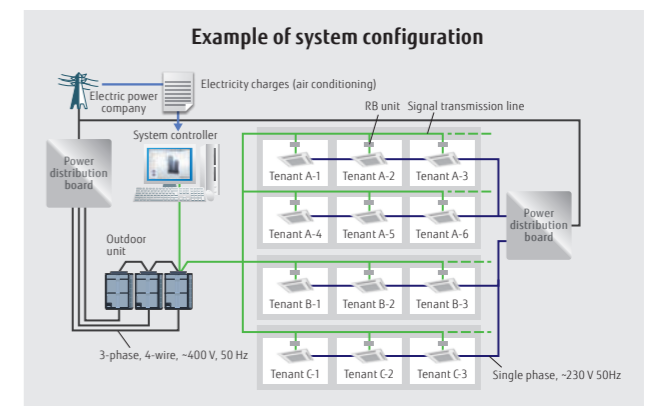 Example of system configuration
Electricity charges (air conditioning)
Electric power
company
RB unit
Signal transmission line
System controller
Power
distribution
board
Tenant A-1
Tenant A-2
Tenant A-3
Tenant A-4
Tenant A-5
Tenant A-6
Power
distribution
board
Outdoor
unit
Tenant B-1
Tenant B-2
Tenant B-3
3-phase, 4-wire, ~400 V, 50 Hz
Tenant C-1
Tenant C-2
Tenant C-3
Single phase, ~230 V 50Hz